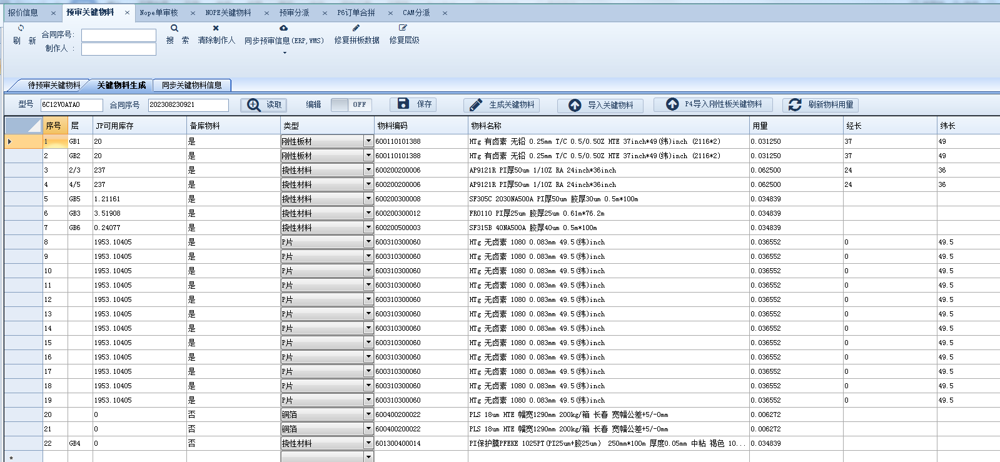 报价信息 × 预审关键物料 × Nope单审核 × NOPE关键物料 × 预审分派 × P6订单合拼 × CAM分派 ×
刷 新 合同序号: 搜 索 清除制作人 同步预审信息(ERP,WMS) 修复拼板数据 修复层级
制作人 :
待预审关键物料 关键物料生成 同步关键物料信息
型号 6C12V0AYA0 合同序号 202308230921 读取 编辑 OFF 保存 生成关键物料 导入关键物料 P4导入刚性板关键物料 刷新物料用量
序号 层 JP可用库存 备库物料 类型 物料编码 物料名称 用量 经长 纬长
1 GB1 20 是 刚性板材 600110101388 HTg 有卤素 无铅 0.25mm T/C 0.5/0.5OZ HTE 37inch*49(纬)inch (2116*2) 0.031250 37 49
2 GB2 20 是 刚性板材 600110101388 HTg 有卤素 无铅 0.25mm T/C 0.5/0.5OZ HTE 37inch*49(纬)inch (2116*2) 0.031250 37 49
3 2/3 237 是 挠性材料 600200200006 AP9121R PI厚50um 1/1OZ RA 24inch*36inch 0.062500 24 36
4 4/5 237 是 挠性材料 600200200006 AP9121R PI厚50um 1/1OZ RA 24inch*36inch 0.062500 24 36
5 GB5 1.21161 是 挠性材料 600200300008 SF305C 2030NA500A PI厚50um 胶厚30um 0.5m*100m 0.034839
6 GB3 3.51908 是 挠性材料 600200300012 FR0110 PI厚25um 胶厚25um 0.61m*76.2m 0.034839
7 GB6 0.24077 是 挠性材料 600200500003 SF315B 40NA500A 胶厚40um 0.5m*100m 0.034839
8 1953.10405 是 P片 600310300060 HTg 无卤素 1080 0.083mm 49.5(纬)inch 0.036552 0 49.5
9 1953.10405 是 P片 600310300060 HTg 无卤素 1080 0.083mm 49.5(纬)inch 0.036552 0 49.5
10 1953.10405 是 P片 600310300060 HTg 无卤素 1080 0.083mm 49.5(纬)inch 0.036552 0 49.5
11 1953.10405 是 P片 600310300060 HTg 无卤素 1080 0.083mm 49.5(纬)inch 0.036552 0 49.5
12 1953.10405 是 P片 600310300060 HTg 无卤素 1080 0.083mm 49.5(纬)inch 0.036552 0 49.5
13 1953.10405 是 P片 600310300060 HTg 无卤素 1080 0.083mm 49.5(纬)inch 0.036552 0 49.5
14 1953.10405 是 P片 600310300060 HTg 无卤素 1080 0.083mm 49.5(纬)inch 0.036552 0 49.5
15 1953.10405 是 P片 600310300060 HTg 无卤素 1080 0.083mm 49.5(纬)inch 0.036552 0 49.5
16 1953.10405 是 P片 600310300060 HTg 无卤素 1080 0.083mm 49.5(纬)inch 0.036552 0 49.5
17 1953.10405 是 P片 600310300060 HTg 无卤素 1080 0.083mm 49.5(纬)inch 0.036552 0 49.5
18 1953.10405 是 P片 600310300060 HTg 无卤素 1080 0.083mm 49.5(纬)inch 0.036552 0 49.5
19 1953.10405 是 P片 600310300060 HTg 无卤素 1080 0.083mm 49.5(纬)inch 0.036552 0 49.5
20 0 否 铜箔 600400200022 PLS 18um HTE 幅宽1290mm 200kg/箱 长春 宽幅公差+5/-0mm 0.006272
21 0 否 铜箔 600400200022 PLS 18um HTE 幅宽1290mm 200kg/箱 长春 宽幅公差+5/-0mm 0.006272
22 GB4 0 否 挠性材料 601300400014 PI保护膜PFEKE 1025PT(PI25um+胶25um) 250mm*100m 厚度0.05mm 中粘 褐色 10... 0.034839
*